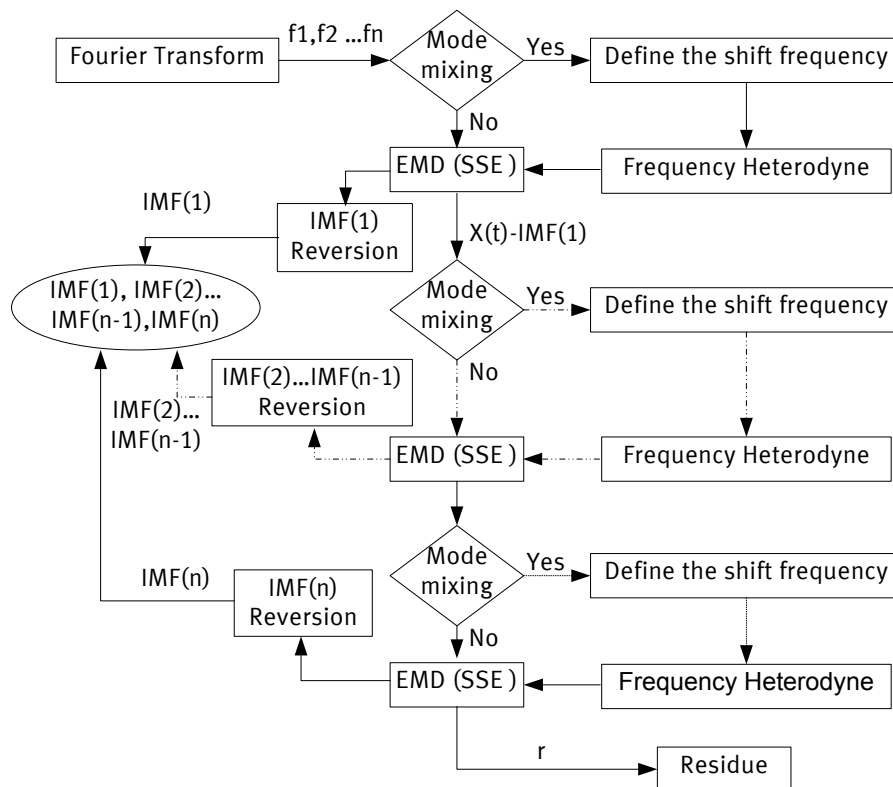 Fourier Transform
f1,f2 ...fn
Mode
mixing
Yes
Define the shift frequency
No
EMD (SSE )
Frequency Heterodyne
IMF(1)
IMF(1)
Reversion
X(t)-IMF(1)
IMF(1), IMF(2)...
IMF(n-1),IMF(n)
Mode
mixing
Yes
Define the shift frequency
No
IMF(2)...IMF(n-1)
Reversion
IMF(2)...
IMF(n-1)
EMD (SSE )
Frequency Heterodyne
Mode
mixing
Yes
Define the shift frequency
IMF(n)
IMF(n)
Reversion
No
EMD (SSE )
Frequency Heterodyne
r
Residue